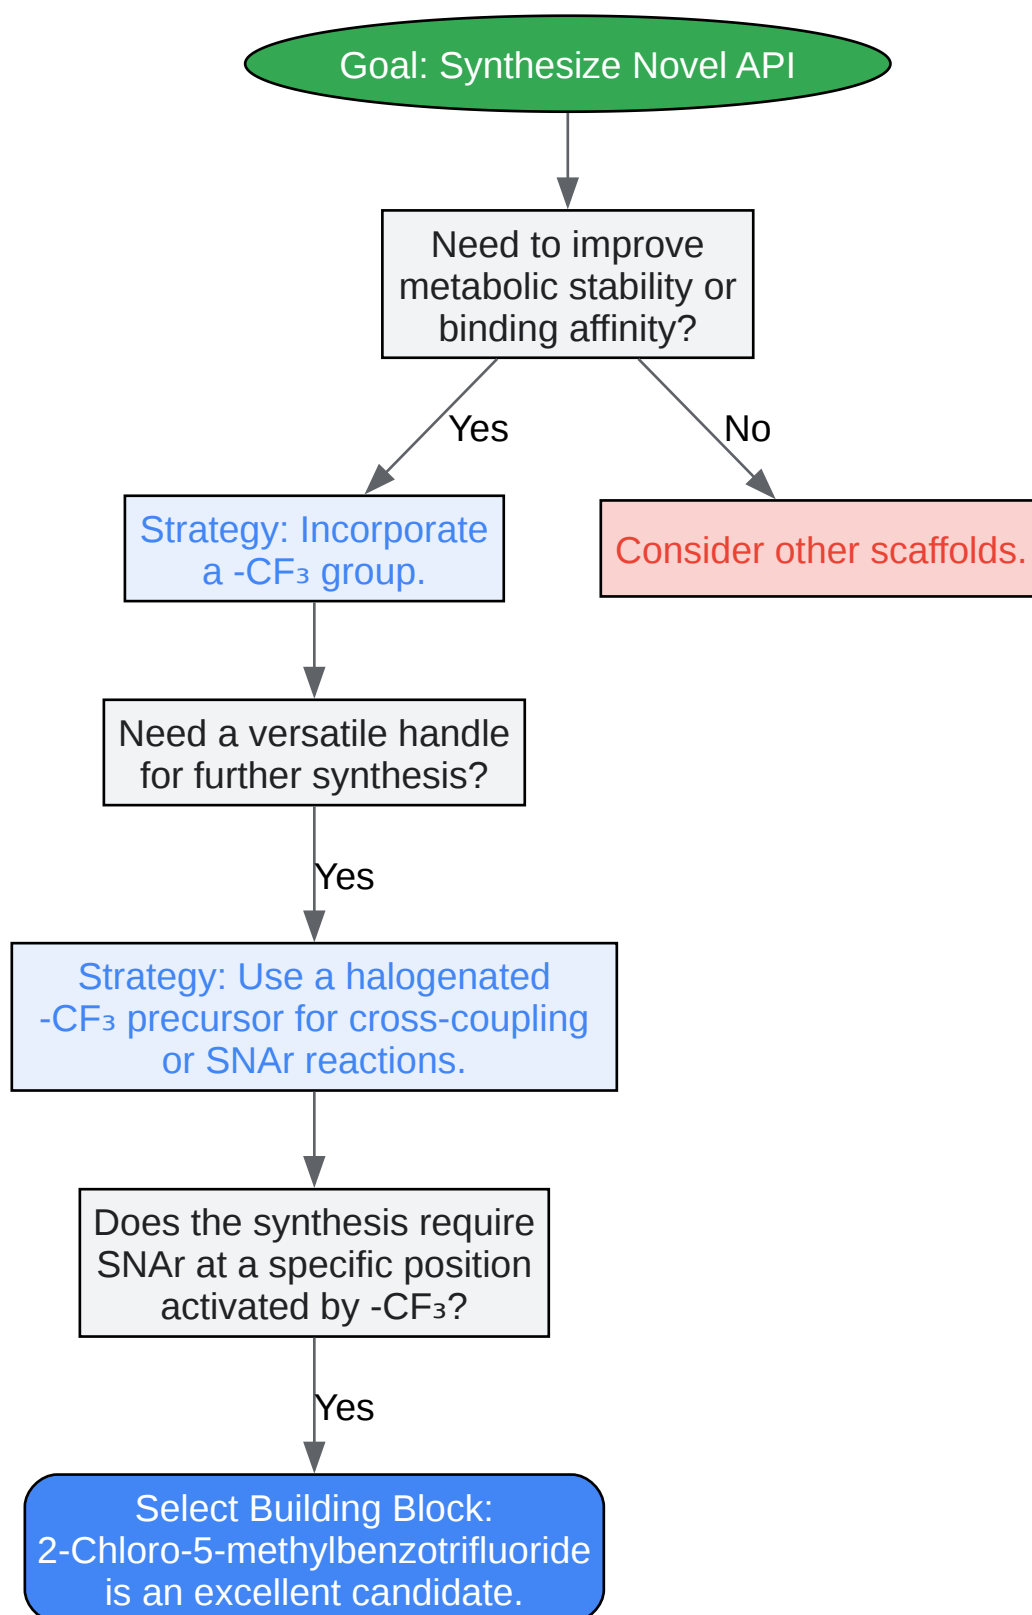 Goal: Synthesize Novel API
Need to improve
metabolic stability or
binding affinity?
Yes
No
Strategy: Incorporate
a -CF₃ group.
Consider other scaffolds.
Need a versatile handle
for further synthesis?
Yes
Strategy: Use a halogenated
-CF₃ precursor for cross-coupling
or SNAr reactions.
Does the synthesis require
SNAr at a specific position
activated by -CF₃?
Yes
Select Building Block:
2-Chloro-5-methylbenzotrifluoride
is an excellent candidate.